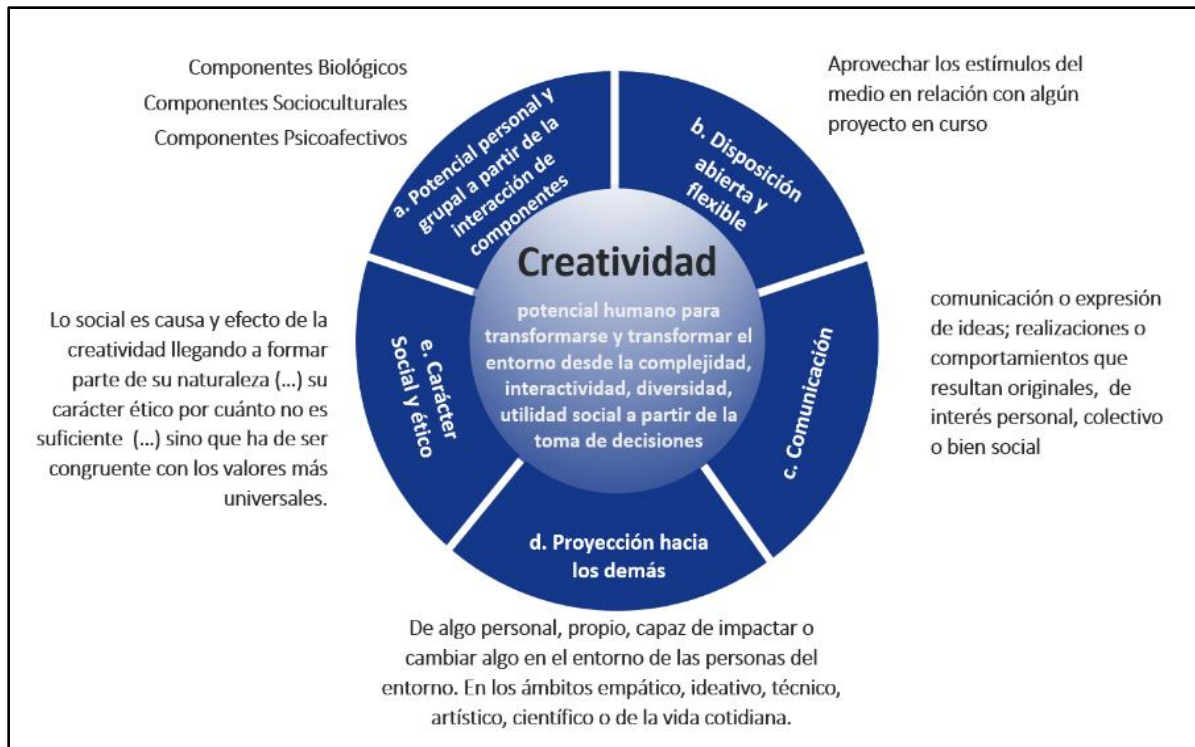 Componentes Biológicos
Componentes Socioculturales
Componentes Psicoafectivos
a. Potencial personal y
grupal a partir de la
interacción de
componentes
b. Disposición
abierta y
flexible
Aprovechar los estímulos del
medio en relación con algún
proyecto en curso
Creatividad
potencial humano para
transformarse y transformar el
entorno desde la complejidad,
interactividad, diversidad,
utilidad social a partir de la
toma de decisiones
c. Comunicación
comunicación o expresión
de ideas; realizaciones o
comportamientos que
resultan originales, de
interés personal, colectivo
o bien social
d. Proyección hacia
los demás
De algo personal, propio, capaz de impactar o
cambiar algo en el entorno de las personas del
entorno. En los ámbitos empático, ideativo, técnico,
artístico, científico o de la vida cotidiana.
e. Carácter
Social y ético
Lo social es causa y efecto de la
creatividad llegando a formar
parte de su naturaleza (...) su
carácter ético por cuánto no es
suficiente (...) sino que ha de ser
congruente con los valores más
universales.